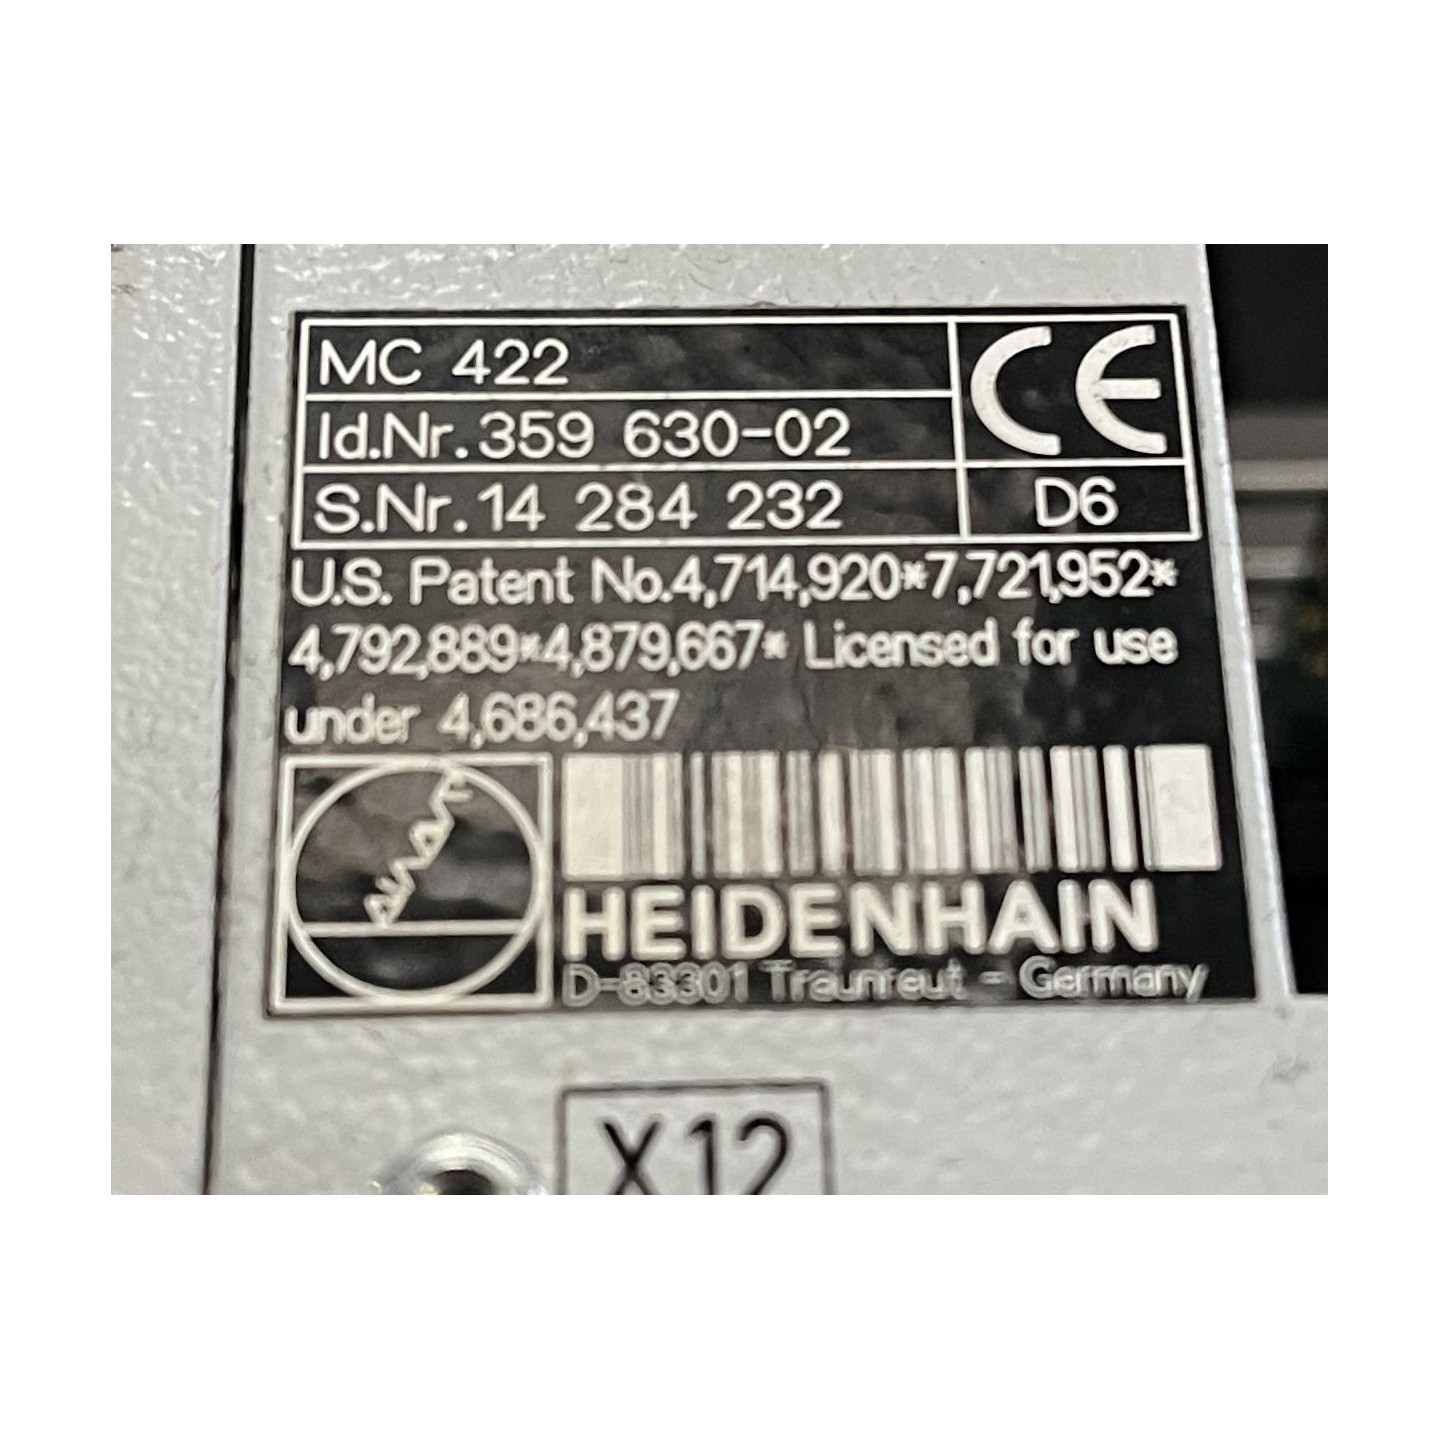 MC 422
CE
Id.Nr. 359 630-02
S.Nr. 14 284 232
D6
U.S. Patent No.4,714,920*7,721,952*
4,792,889*4,879,667* Licensed for use
under 4,686,437
HEIDENHAIN
D-83301 Traunreut - Germany
X12